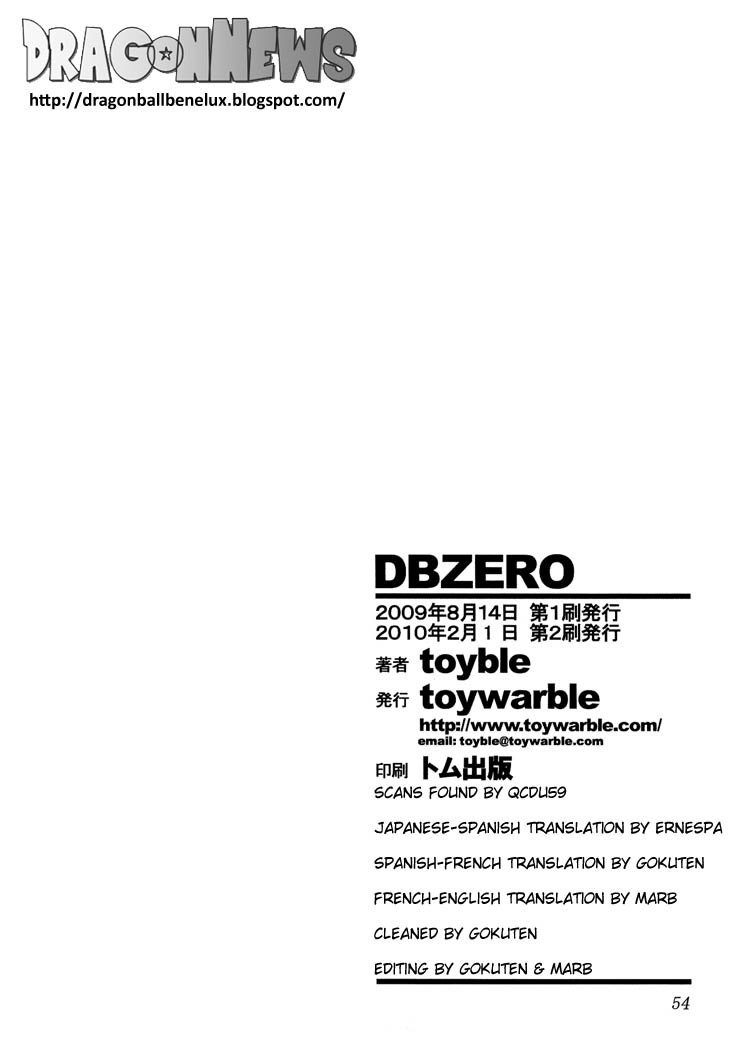 DRAGONNEWS
http://dragonballbenelux.blogspot.com/
DBZERO
2009年8月14日 第1刷発行
2010年2月1日 第2刷発行
著者 toyble
発行 toywarble
http://www.toywarble.com/
email: toyble@toywarble.com
印刷 トム出版
SCANS FOUND BY QCDU59
JAPANESE-SPANISH TRANSLATION BY ERNESPA
SPANISH-FRENCH TRANSLATION BY GOKUTEN
FRENCH-ENGLISH TRANSLATION BY MARB
CLEANED BY GOKUTEN
EDITING BY GOKUTEN & MARB
54